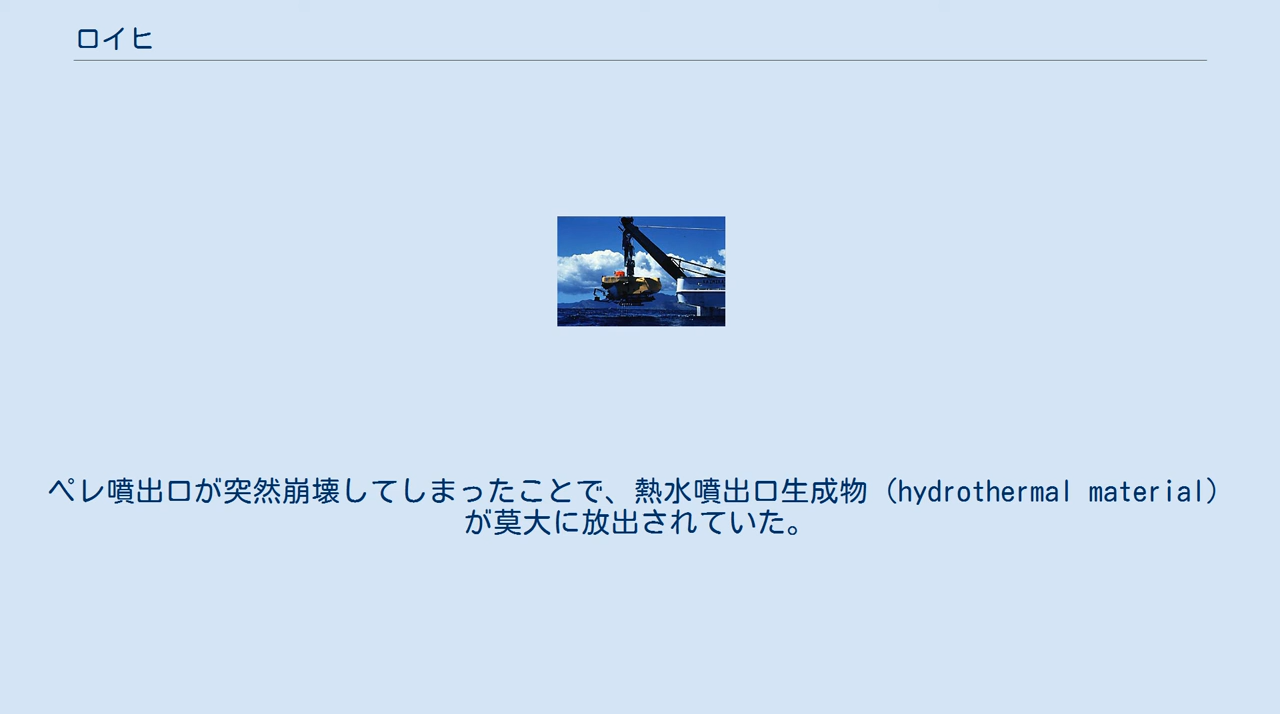 ロイヒ
ペレ噴出口が突然崩壊してしまったことで、熱水噴出口生成物（hydrothermal material）
が莫大に放出されていた。